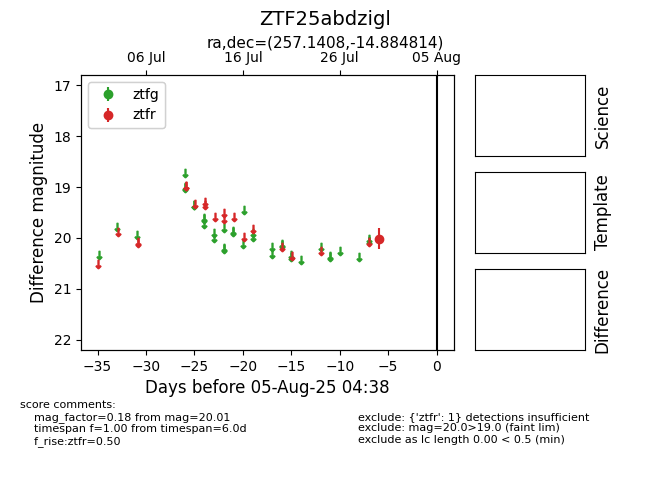 ZTF25abdzigl
ra,dec=(257.1408,-14.884814)
06 Jul
16 Jul
26 Jul
05 Aug
ztfg
ztfr
17
18
19
20
21
22
Difference magnitude
−35
−30
−25
−20
−15
−10
−5
0
Days before 05-Aug-25 04:38
Science
Template
Difference
score comments:
mag_factor=0.18 from mag=20.01
timespan f=1.00 from timespan=6.0d
f_rise:ztfr=0.50
exclude: {'ztfr': 1} detections insufficient
exclude: mag=20.0>19.0 (faint lim)
exclude as lc length 0.00 < 0.5 (min)